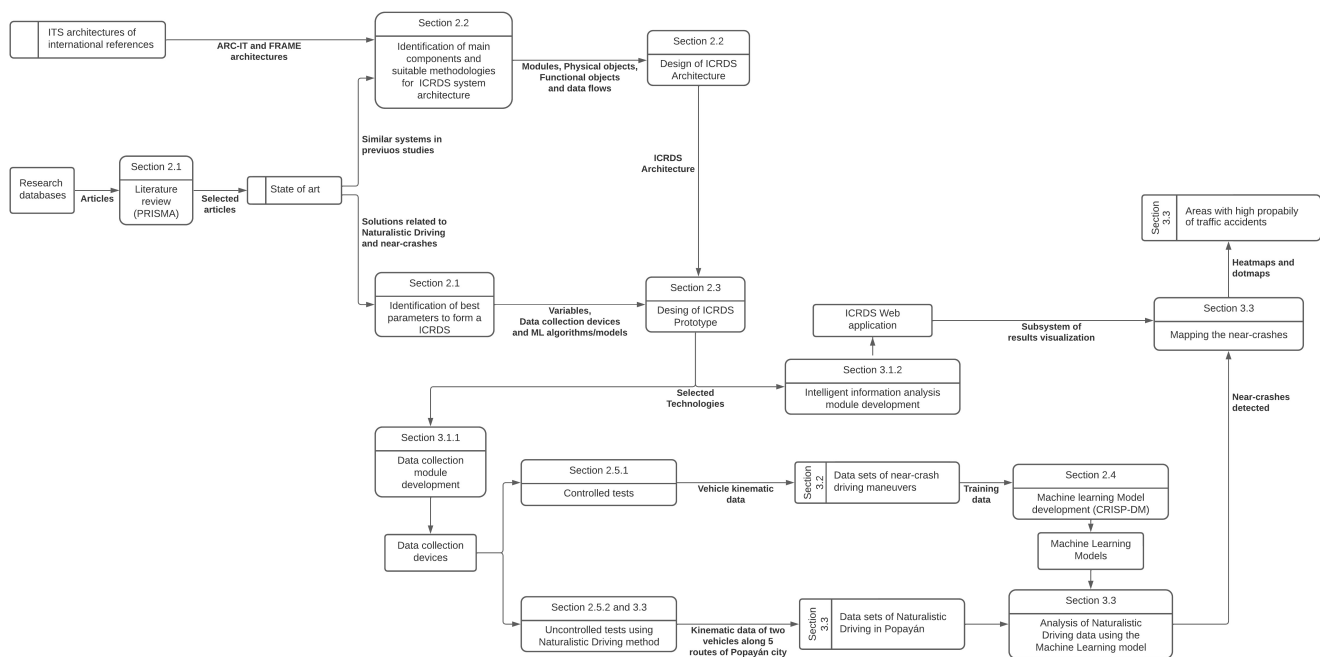 ITS architectures of
international references
ARC-IT and FRAME
architectures
Section 2.2
Identification of main
components and
suitable methodologies
for ICRDS system
architecture
Modules, Physical objects,
Functional objects
and data flows
Section 2.2
Design of ICRDS
Architecture
Similar systems in
previuos studies
ICRDS
Architecture
Research
databases
Articles
Section 2.1
Literature
review
(PRISMA)
Selected
articles
State of art
Solutions related to
Naturalistic Driving
and near-crashes
Section 2.1
Identification of best
parameters to form a
ICRDS
Variables,
Data collection devices
and ML algorithms/models
Section 2.3
Desing of ICRDS
Prototype
Section
3.3
Areas with high propabily
of traffic accidents
Heatmaps and
dotmaps
ICRDS Web
application
Subsystem of
results visualization
Section 3.3
Mapping the near-crashes
Section 3.1.2
Intelligent information analysis
module development
Selected
Technologies
Near-crashes
detected
Section 3.1.1
Data collection
module
development
Data collection
devices
Section 2.5.1
Controlled tests
Vehicle kinematic
data
Section
3.2
Data sets of near-crash
driving maneuvers
Training
data
Section 2.4
Machine learning Model
development (CRISP-DM)
Machine Learning
Models
Section 2.5.2 and 3.3
Uncontrolled tests using
Naturalistic Driving method
Kinematic data of two
vehicles along 5
routes of Popayán city
Section
3.3
Data sets of Naturalistic
Driving in Popayán
Section 3.3
Analysis of Naturalistic
Driving data using the
Machine Learning model